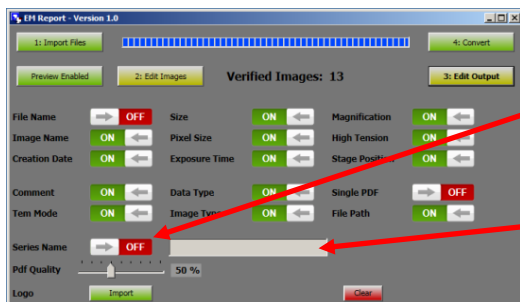 EM Report - Version 1.0
1: Import Files 4: Convert
Preview Enabled 2: Edit Images Verified Images: 13 3: Edit Output
File Name OFF Size ON Magnification ON
Image Name ON Pixel Size ON High Tension ON
Creation Date ON Exposure Time ON Stage Position ON
Comment ON Data Type ON Single PDF OFF
Tem Mode ON Image Type ON File Path ON
Series Name OFF
Pdf Quality 50 %
Logo Import Clear